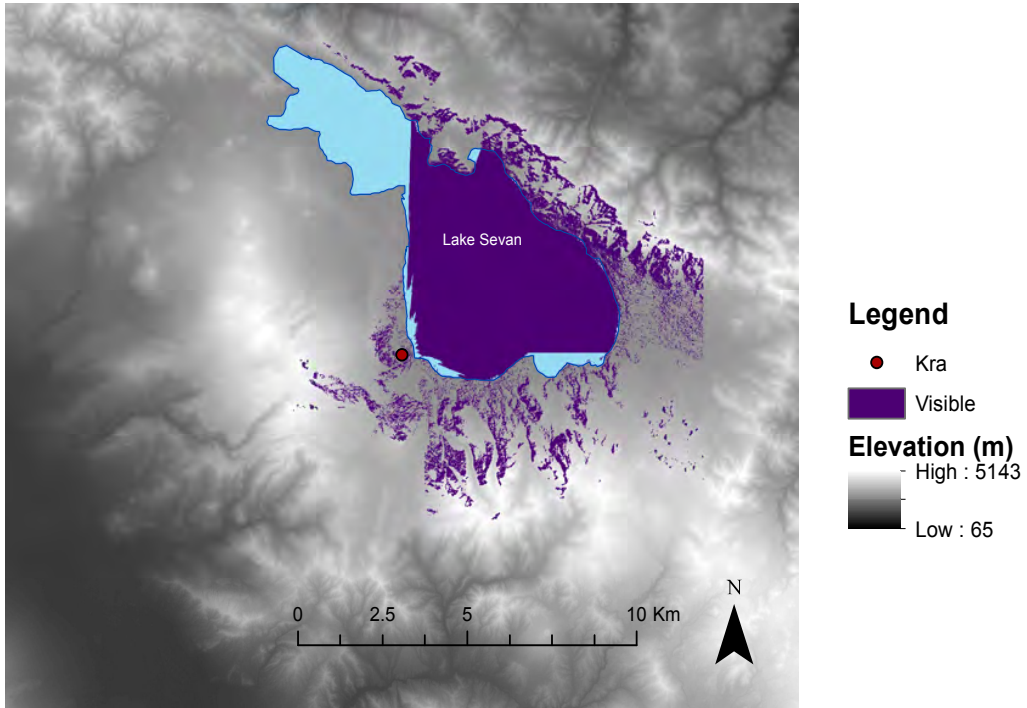 Lake Sevan
Legend
Kra
Visible
Elevation (m)
High : 5143
Low : 65
N
0 2.5 5 10 Km